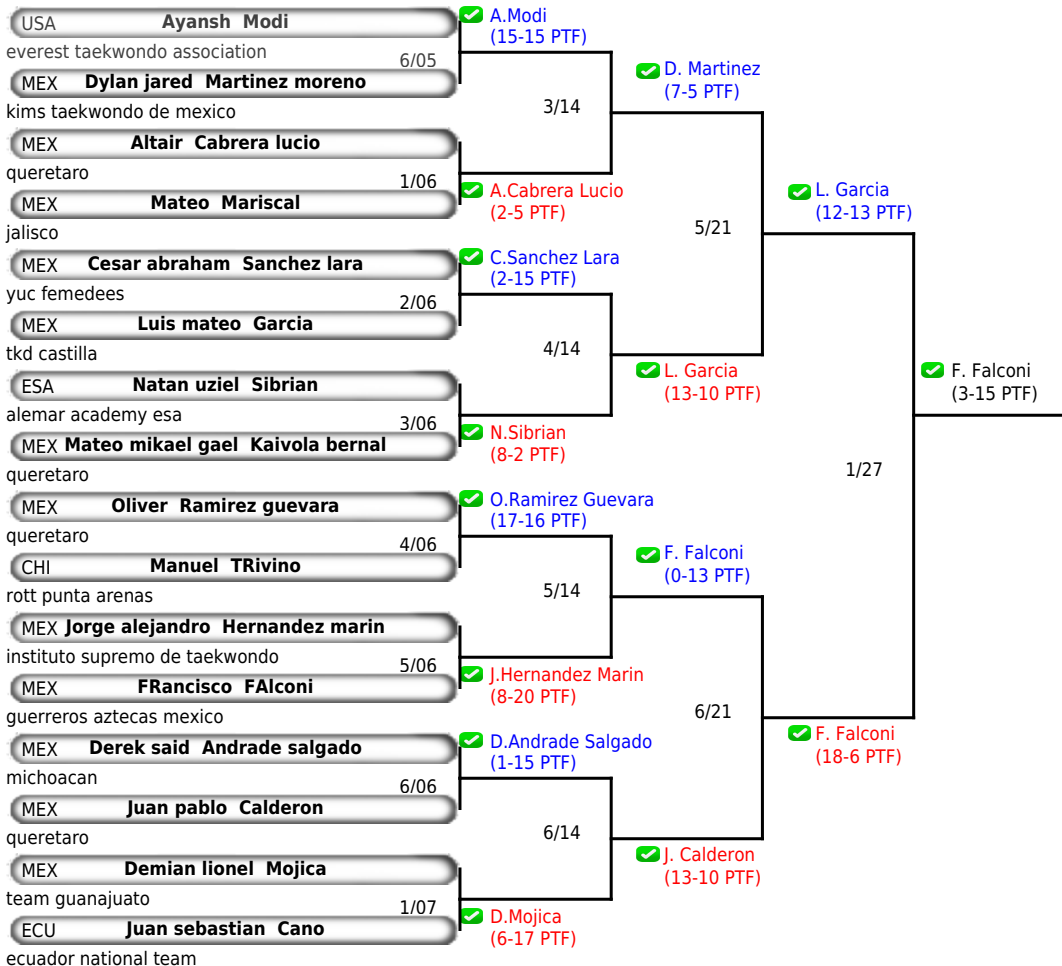 USA Ayansh Modi
everest taekwondo association
6/05
MEX Dylan jared Martinez moreno
kims taekwondo de mexico
MEX Altair Cabrera lucio
queretaro
1/06
MEX Mateo Mariscal
jalisco
MEX Cesar abraham Sanchez lara
yuc femedees
2/06
MEX Luis mateo Garcia
tkd castilla
ESA Natan uziel Sibrian
alemar academy esa
3/06
MEX Mateo mikael gael Kaivola bernal
queretaro
MEX Oliver Ramirez guevara
queretaro
4/06
CHI Manuel TRivino
rott punta arenas
MEX Jorge alejandro Hernandez marin
instituto supremo de taekwondo
5/06
MEX FRancisco FAlconi
guerreros aztecas mexico
MEX Derek said Andrade salgado
michoacan
6/06
MEX Juan pablo Calderon
queretaro
MEX Demian lionel Mojica
team guanajuato
1/07
ECU Juan sebastian Cano
ecuador national team
A.Modi
(15-15 PTF)
3/14
A.Cabrera Lucio
(2-5 PTF)
C.Sanchez Lara
(2-15 PTF)
4/14
N.Sibrian
(8-2 PTF)
O.Ramirez Guevara
(17-16 PTF)
5/14
J.Hernandez Marin
(8-20 PTF)
D.Andrade Salgado
(1-15 PTF)
6/14
D.Mojica
(6-17 PTF)
D. Martinez
(7-5 PTF)
5/21
L. Garcia
(13-10 PTF)
F. Falconi
(0-13 PTF)
6/21
J. Calderon
(13-10 PTF)
L. Garcia
(12-13 PTF)
1/27
F. Falconi
(18-6 PTF)
F. Falconi
(3-15 PTF)